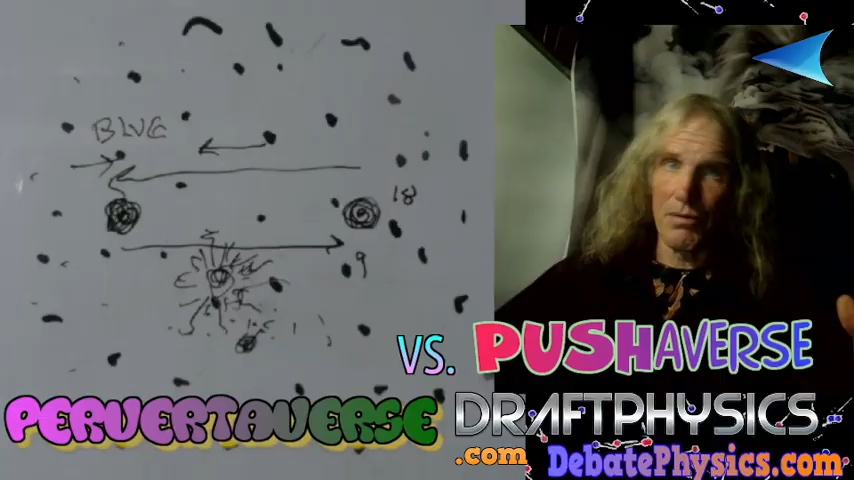 BLUE
18
9
VS. PUSHAVERSE
PERVERTAVERSE DRAFTPHYSICS
.com DebatePhysics.com